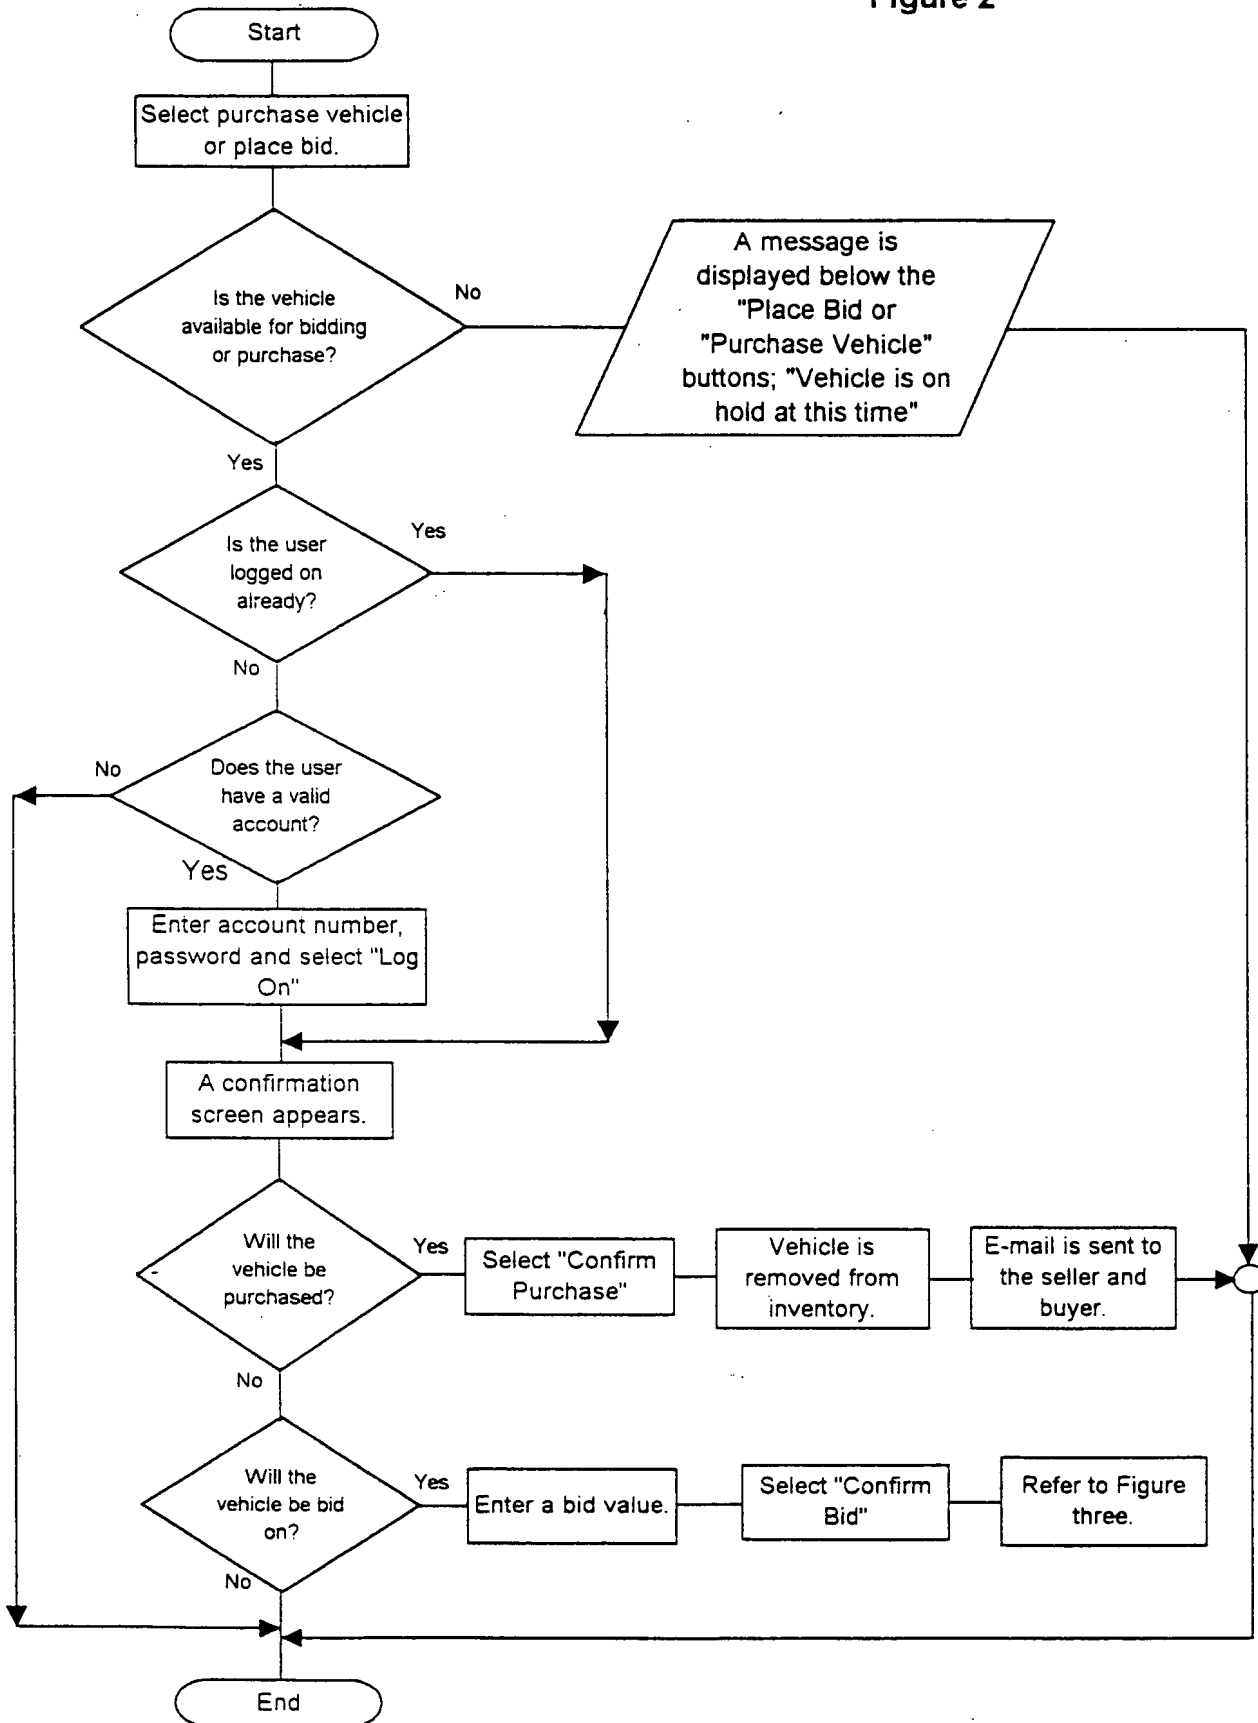 Figure 2
Start
Select purchase vehicle
or place bid.
Is the vehicle
available for bidding
or purchase?
No
A message is
displayed below the
"Place Bid or
"Purchase Vehicle"
buttons; "Vehicle is on
hold at this time"
Yes
Is the user
logged on
already?
Yes
No
Does the user
have a valid
account?
No
Yes
Enter account number,
password and select "Log
On"
A confirmation
screen appears.
Will the
vehicle be
purchased?
Yes
Select "Confirm
Purchase"
Vehicle is
removed from
inventory.
E-mail is sent to
the seller and
buyer.
No
Will the
vehicle be bid
on?
Yes
Enter a bid value.
Select "Confirm
Bid"
Refer to Figure
three.
No
End